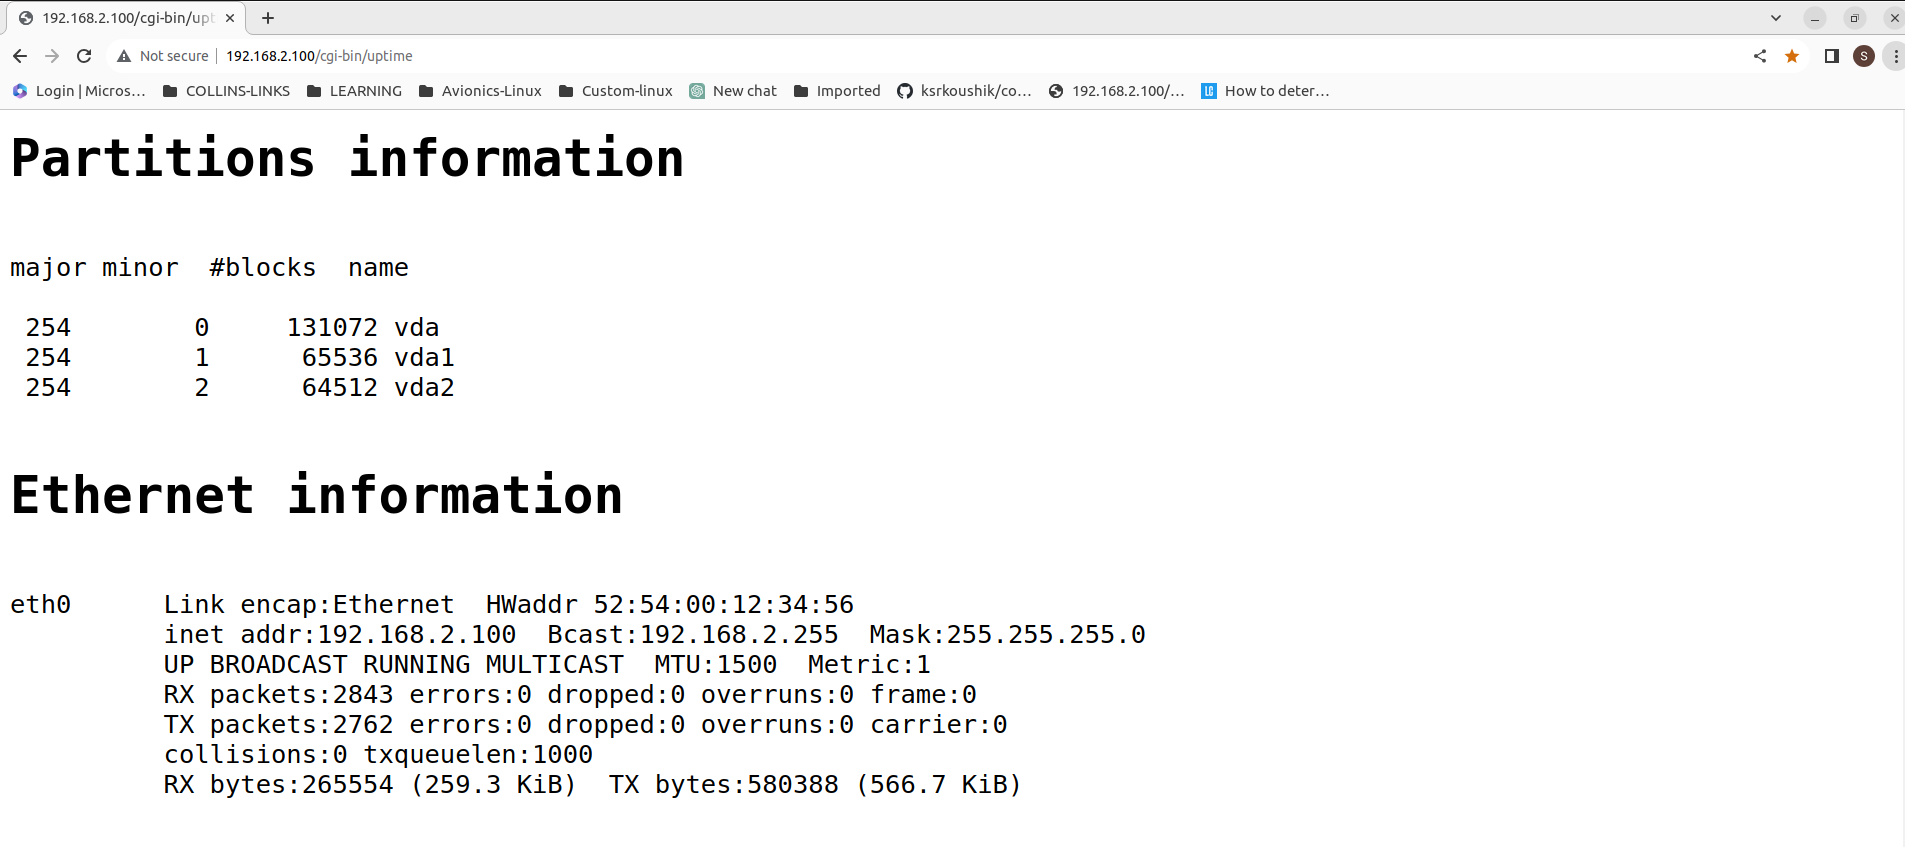 192.168.2.100/cgi-bin/upt
Not secure 192.168.2.100/cgi-bin/uptime
S
Login | Micros… COLLINS-LINKS LEARNING Avionics-Linux Custom-linux New chat Imported ksrkoushik/co… 192.168.2.100/… LC How to deter…
Partitions information
major minor  #blocks  name
 254        0     131072 vda
 254        1      65536 vda1
 254        2      64512 vda2
Ethernet information
eth0      Link encap:Ethernet  HWaddr 52:54:00:12:34:56
          inet addr:192.168.2.100  Bcast:192.168.2.255  Mask:255.255.255.0
          UP BROADCAST RUNNING MULTICAST  MTU:1500  Metric:1
          RX packets:2843 errors:0 dropped:0 overruns:0 frame:0
          TX packets:2762 errors:0 dropped:0 overruns:0 carrier:0
          collisions:0 txqueuelen:1000
          RX bytes:265554 (259.3 KiB)  TX bytes:580388 (566.7 KiB)